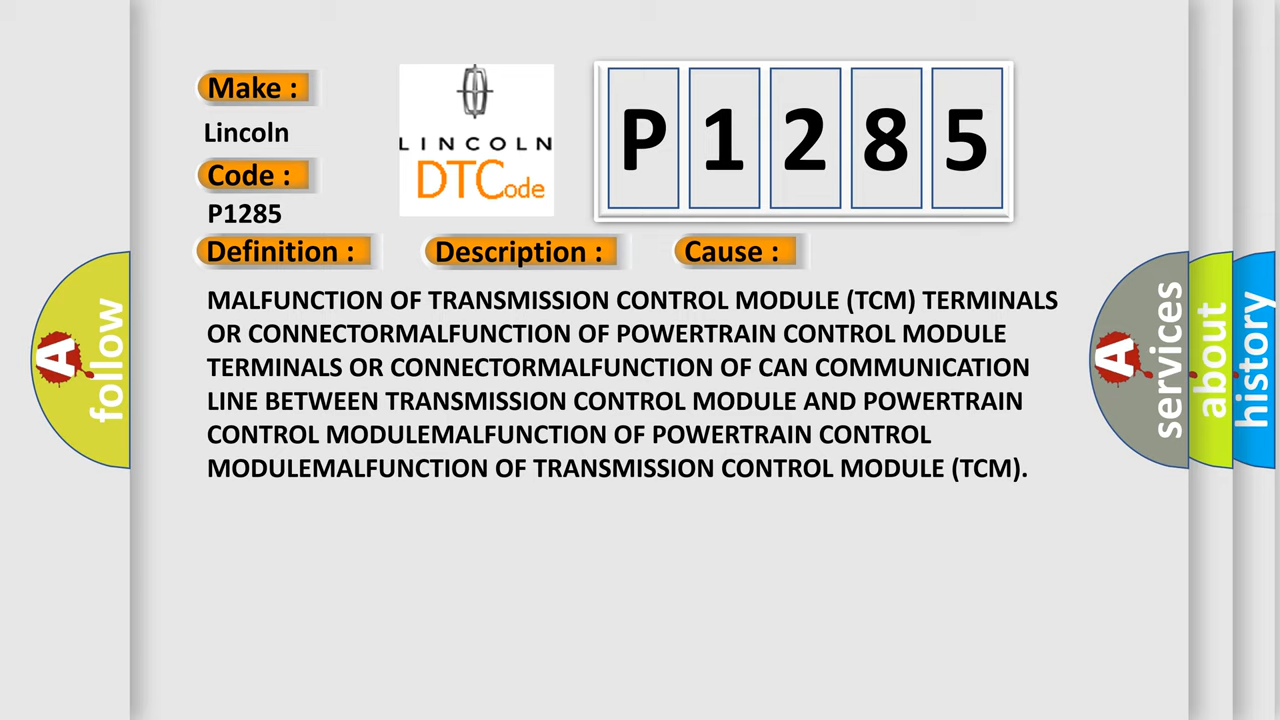 Make :
Lincoln
Code :
P1285
LINCOLN
DTCode
P1285
Definition :
Description :
Cause :
MALFUNCTION OF TRANSMISSION CONTROL MODULE (TCM) TERMINALS
OR CONNECTORMALFUNCTION OF POWERTRAIN CONTROL MODULE
TERMINALS OR CONNECTORMALFUNCTION OF CAN COMMUNICATION
LINE BETWEEN TRANSMISSION CONTROL MODULE AND POWERTRAIN
CONTROL MODULEMALFUNCTION OF POWERTRAIN CONTROL
MODULEMALFUNCTION OF TRANSMISSION CONTROL MODULE (TCM).
A
follow
A
services
about
history